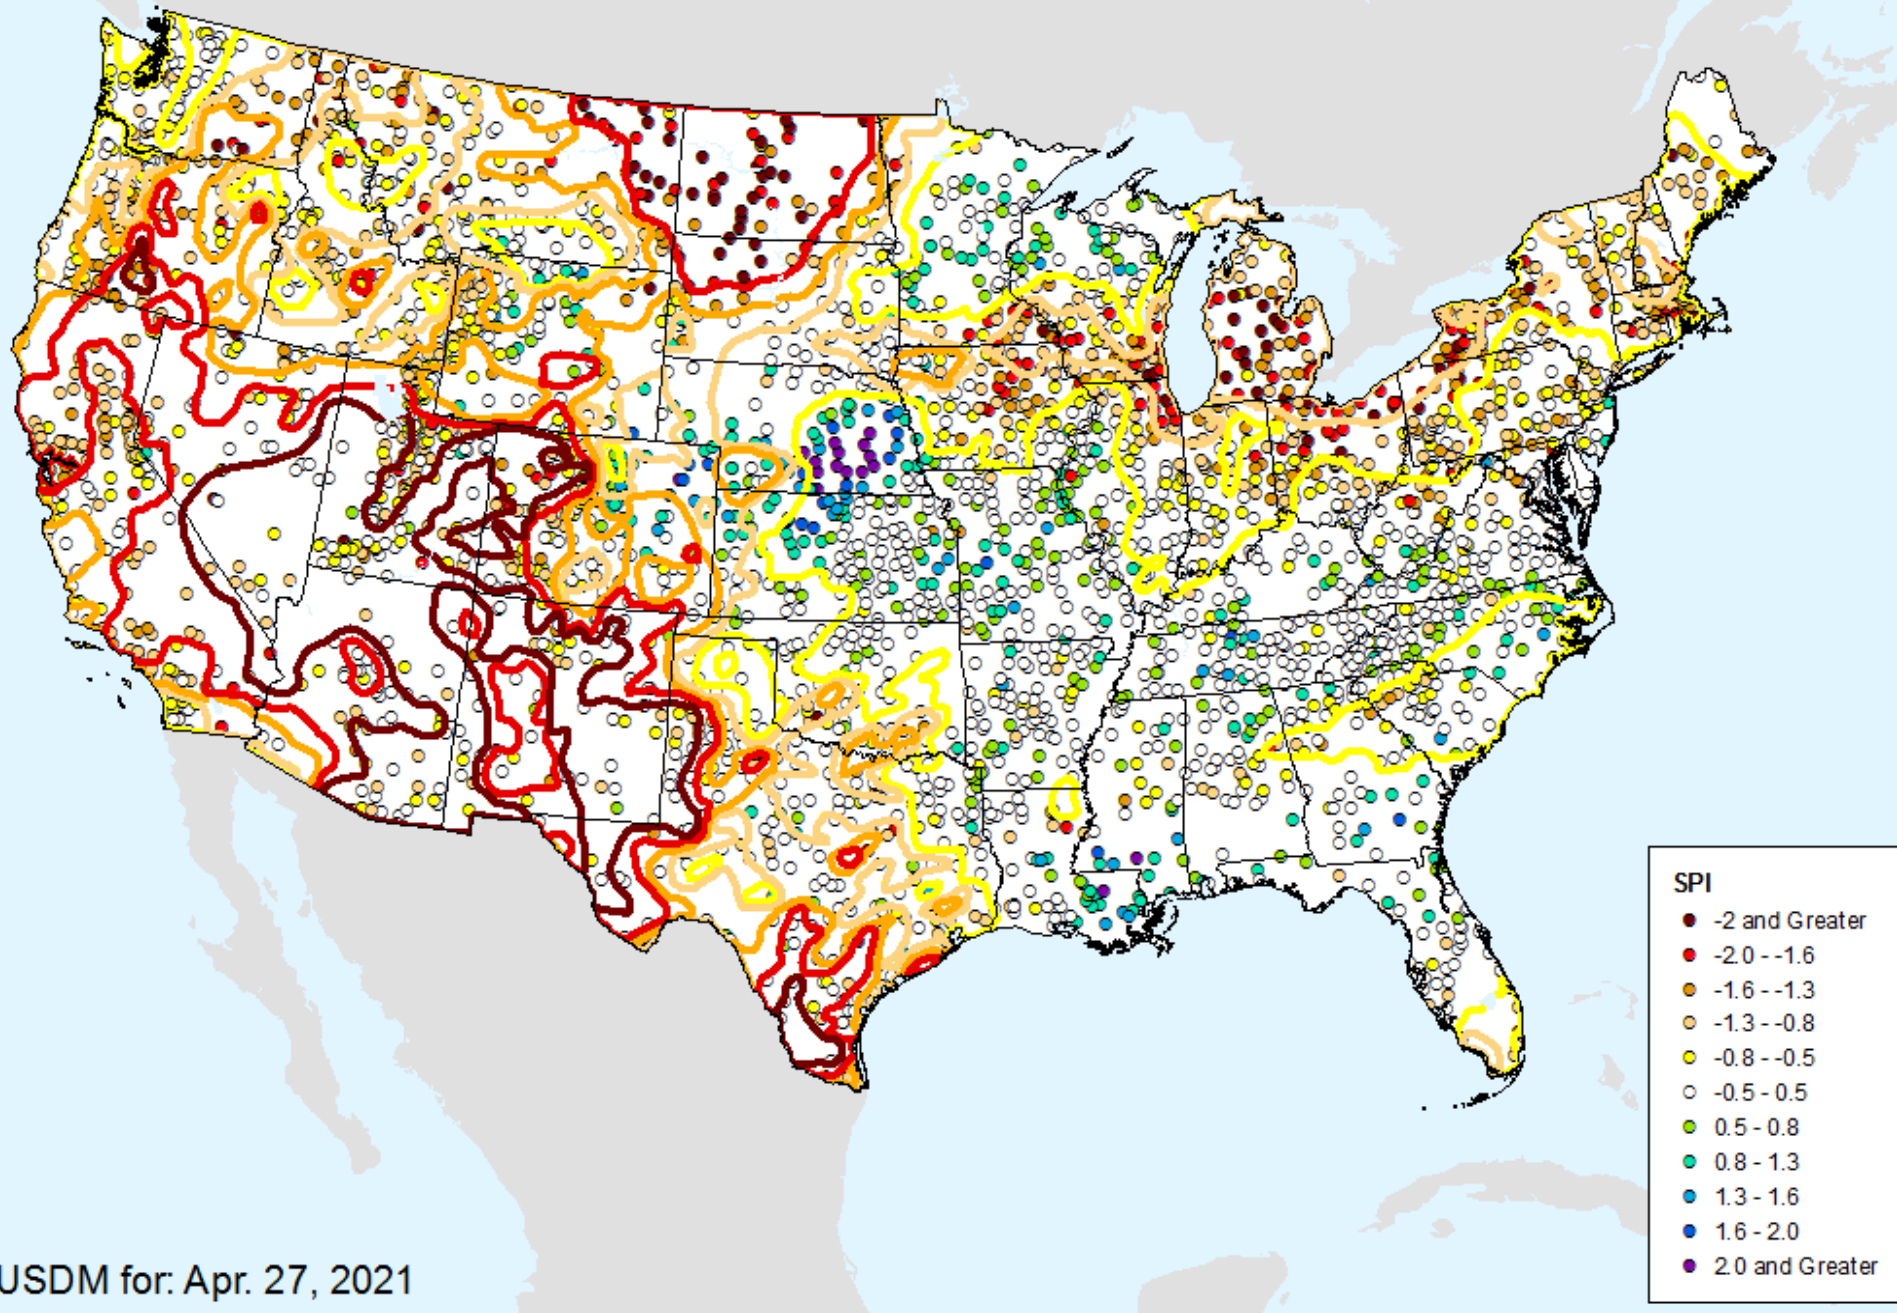 SPI
-2 and Greater
-2.0 - -1.6
-1.6 - -1.3
-1.3 - -0.8
-0.8 - -0.5
-0.5 - 0.5
0.5 - 0.8
0.8 - 1.3
1.3 - 1.6
1.6 - 2.0
2.0 and Greater
USDM for: Apr. 27, 2021